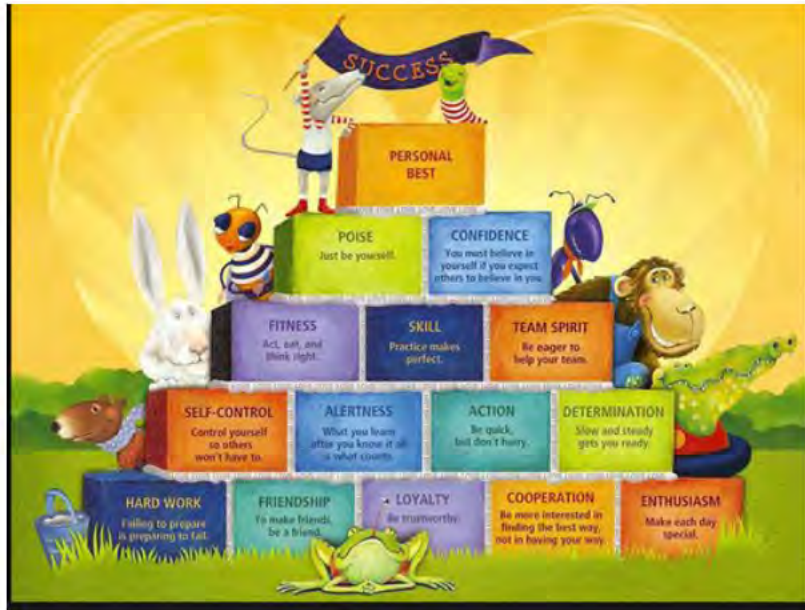 SUCCESS
PERSONAL
BEST
LOVE LOVE LOVE LOVE LOVE
POISE
Just be yourself.
CONFIDENCE
You must believe in
yourself if you expect
others to believe in you.
FITNESS
Act, eat, and
think right.
SKILL
Practice makes
perfect.
TEAM SPIRIT
Be eager to
help your team.
SELF-CONTROL
Control yourself
so others
won't have to.
ALERTNESS
What you learn
after you know it all
is what counts.
ACTION
Be quick,
but don't hurry.
DETERMINATION
Slow and steady
gets you ready.
HARD WORK
Failing to prepare
is preparing to fail.
FRIENDSHIP
To make friends,
be a friend.
LOYALTY
Be trustworthy.
COOPERATION
Be more interested in
finding the best way,
not in having your way.
ENTHUSIASM
Make each day
special.